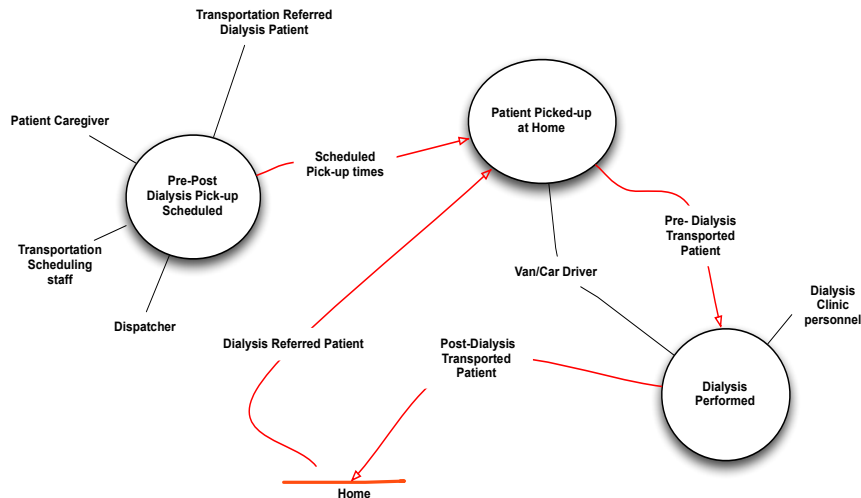 Transportation Referred
Dialysis Patient
Patient Caregiver
Pre-Post
Dialysis Pick-up
Scheduled
Transportation
Scheduling
staff
Dispatcher
Scheduled
Pick-up times
Patient Picked-up
at Home
Pre- Dialysis
Transported
Patient
Van/Car Driver
Dialysis
Clinic
personnel
Dialysis Referred Patient
Post-Dialysis
Transported
Patient
Dialysis
Performed
Home